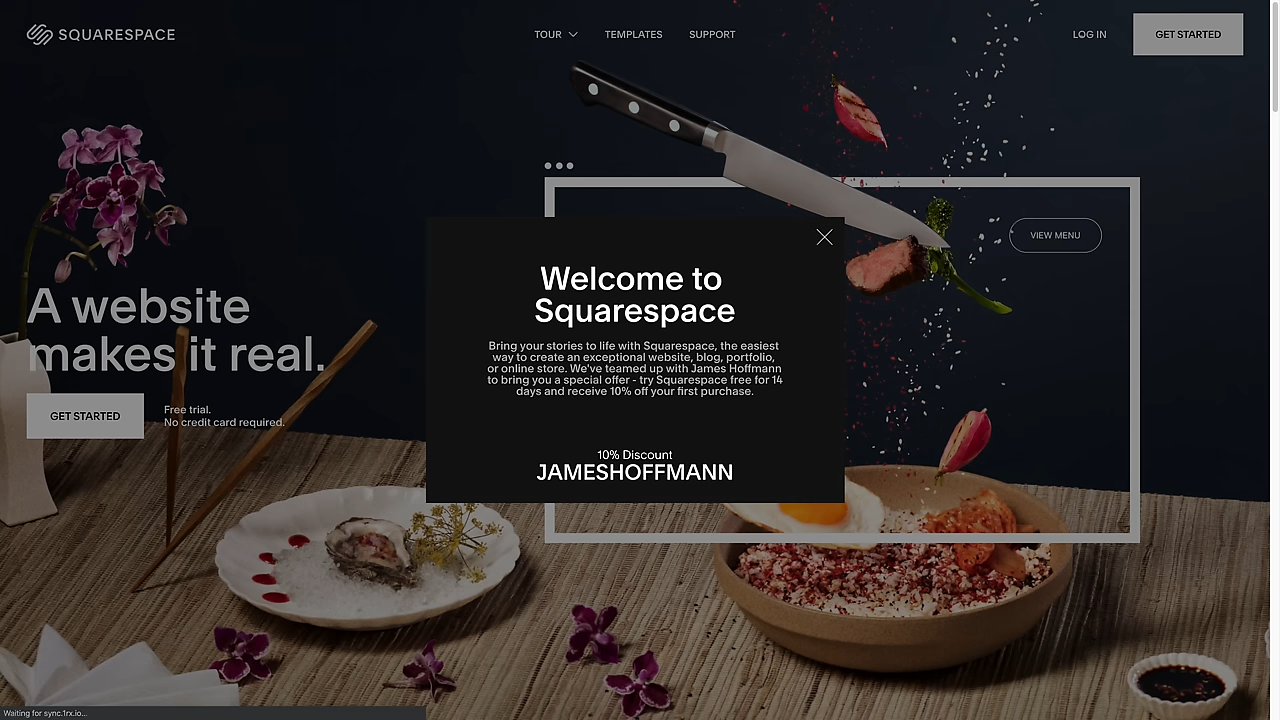 SQUARESPACE
TOUR
TEMPLATES
SUPPORT
LOG IN
GET STARTED
VIEW MENU
A website
makes it real.
GET STARTED
Free trial.
No credit card required.
Welcome to
Squarespace
Bring your stories to life with Squarespace, the easiest
way to create an exceptional website, blog, portfolio,
or online store. We've teamed up with James Hoffmann
to bring you a special offer - try Squarespace free for 14
days and receive 10% off your first purchase.
10% Discount
JAMESHOFFMANN
Waiting for sync.1rx.io...